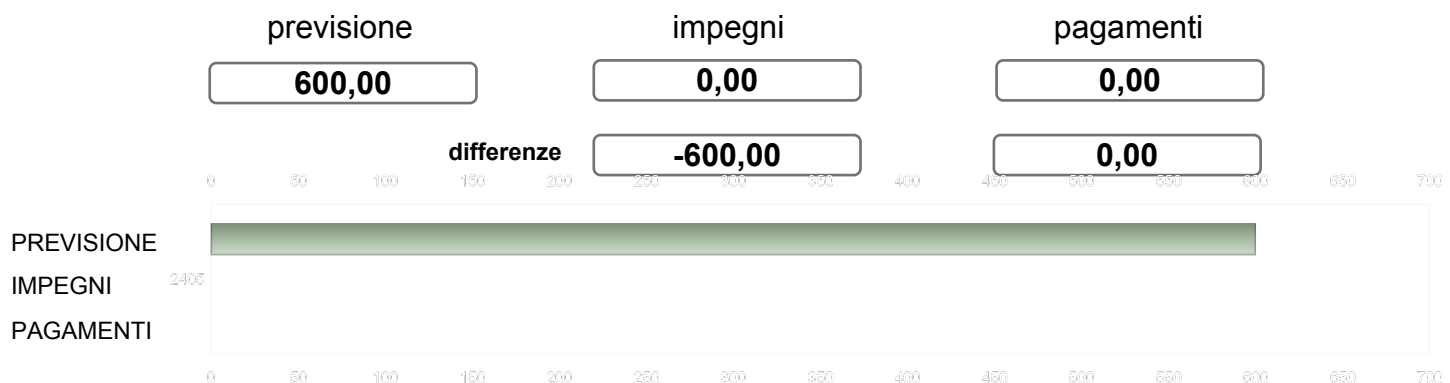 previsione impegni pagamenti
600,00 0,00 0,00
differenze -600,00 0,00
0 50 100 150 200 250 300 350 400 450 500 550 600 650 700
PREVISIONE
2405
IMPEGNI
PAGAMENTI
0 50 100 150 200 250 300 350 400 450 500 550 600 650 700